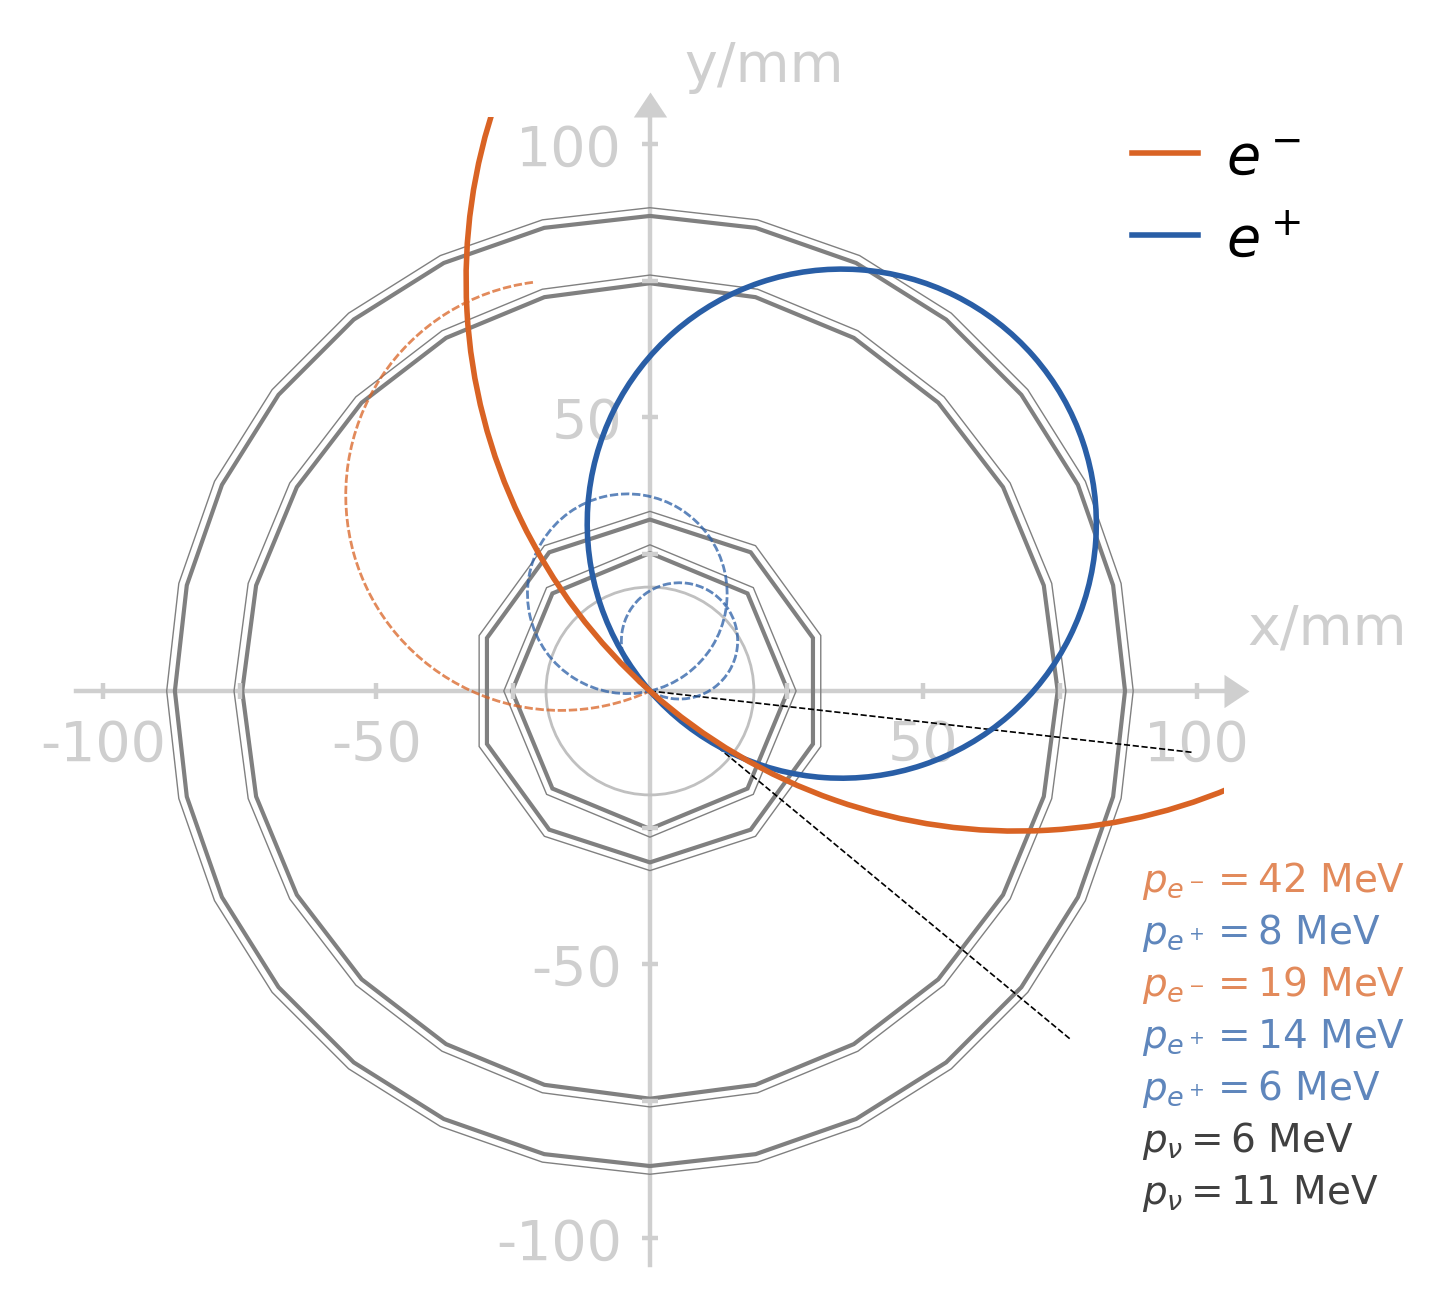 y/mm
100
e⁻
e⁺
50
x/mm
-100
-50
50
100
-50
p_{e⁻} = 42 MeV
p_{e⁺} = 8 MeV
p_{e⁻} = 19 MeV
p_{e⁺} = 14 MeV
p_{e⁺} = 6 MeV
p_ν = 6 MeV
p_ν = 11 MeV
-100